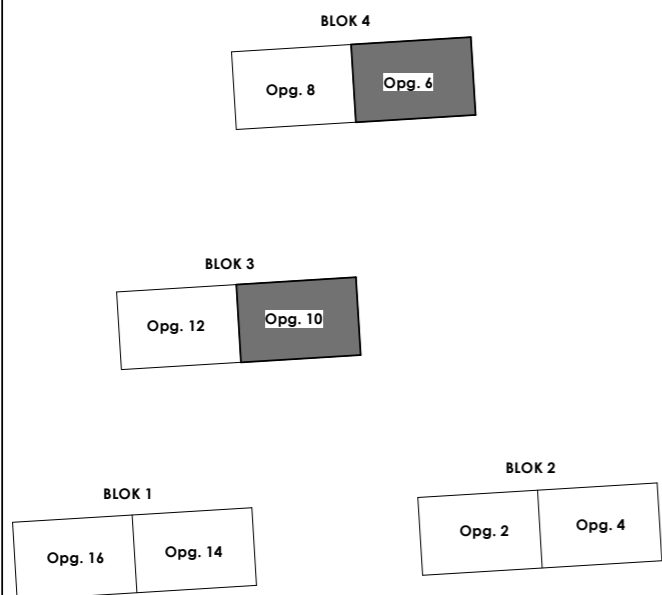 BLOK 4
Opg. 8
Opg. 6
BLOK 3
Opg. 12
Opg. 10
BLOK 1
BLOK 2
Opg. 16
Opg. 14
Opg. 2
Opg. 4